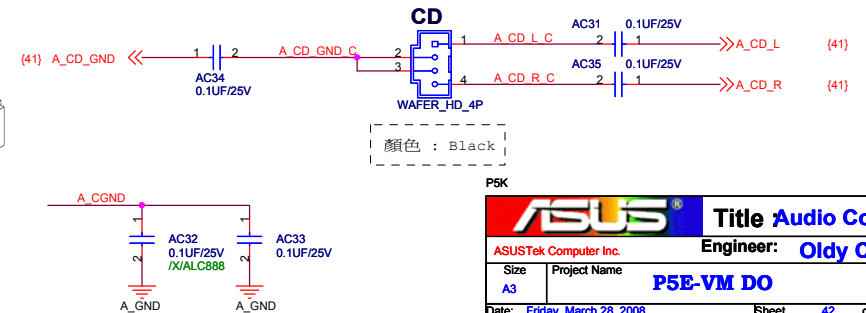 CD
AC31 0.1UF/25V
{41} A_CD_GND 1 2 A_CD_GND_C 2 3 1 A_CD_L_C 2 1 A_CD_L {41}
AC34
0.1UF/25V
AC35 0.1UF/25V
4 A_CD_R_C 2 1 A_CD_R {41}
WAFER_HD_4P
顏色 : Black
P5K
A_CGND
1 AC32
0.1UF/25V
2 /X/ALC888
1 AC33
0.1UF/25V
2
A_GND A_GND
ASUS ®
Title : Audio Co
ASUSTek Computer Inc. Engineer: Oldy C
Size Project Name
A3 P5E-VM DO
Date: Friday, March 28, 2008 Sheet 42